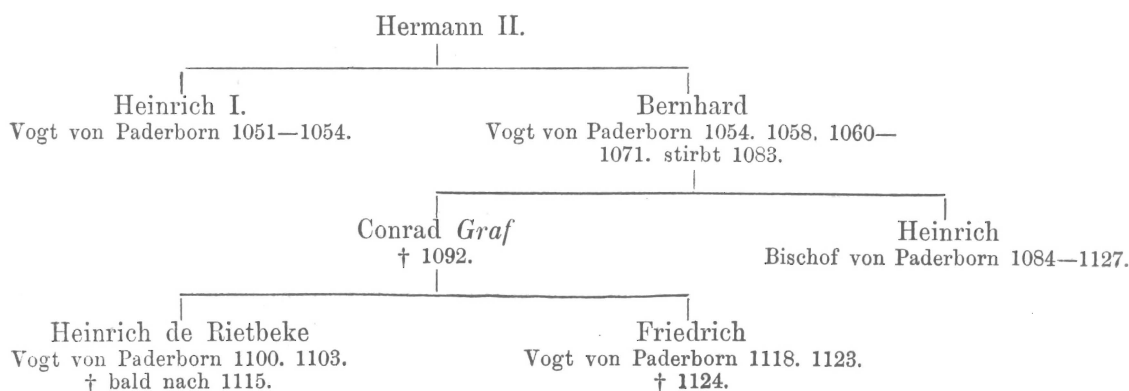 Hermann II.
Heinrich I.
Vogt von Paderborn 1051—1054.
Bernhard
Vogt von Paderborn 1054. 1058. 1060—
1071. stirbt 1083.
Conrad Graf
† 1092.
Heinrich
Bischof von Paderborn 1084—1127.
Heinrich de Rietbeke
Vogt von Paderborn 1100. 1103.
† bald nach 1115.
Friedrich
Vogt von Paderborn 1118. 1123.
† 1124.